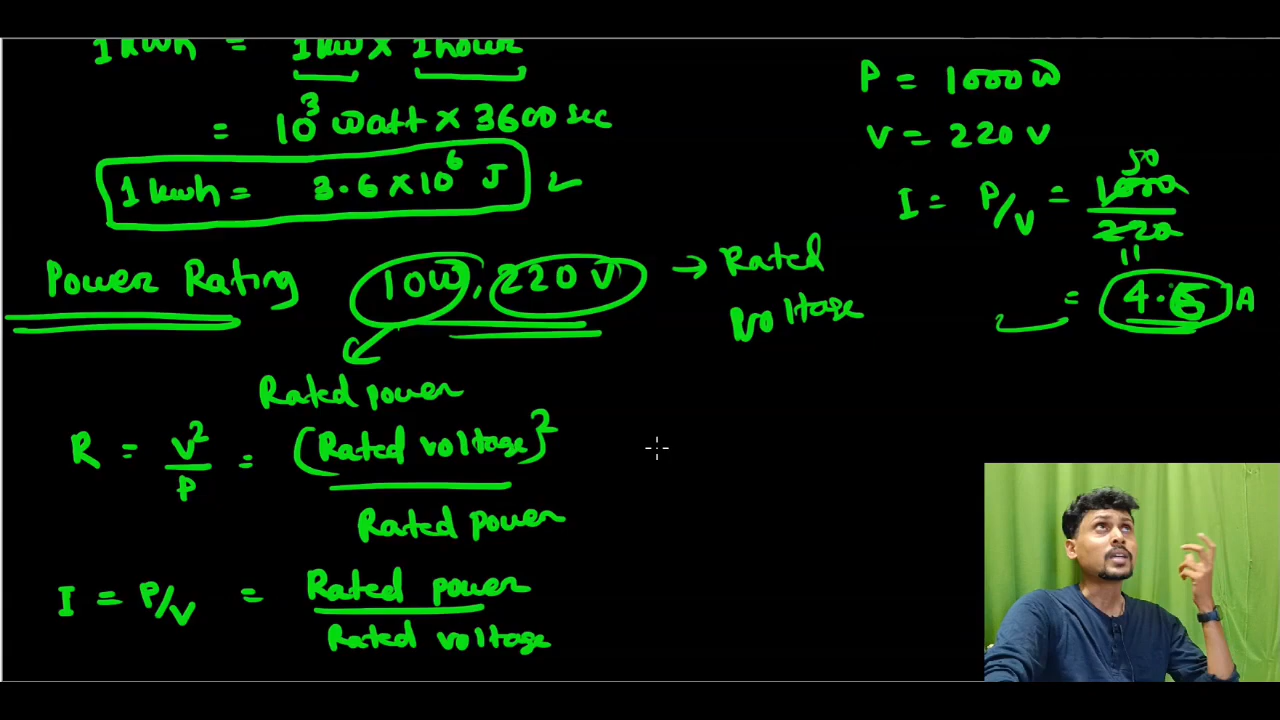 1 kwh = 1 kw x 1 hour
= 10³ watt x 3600 sec
1 kwh = 3.6 x 10⁶ J
Power Rating 10W, 220 V → Rated voltage
Rated power
R = V²/P = (Rated voltage)²/Rated power
I = P/V = Rated power/Rated voltage
P = 1000 W
V = 220 V
I = P/V = 1000/220
50
11
= 4.5 A